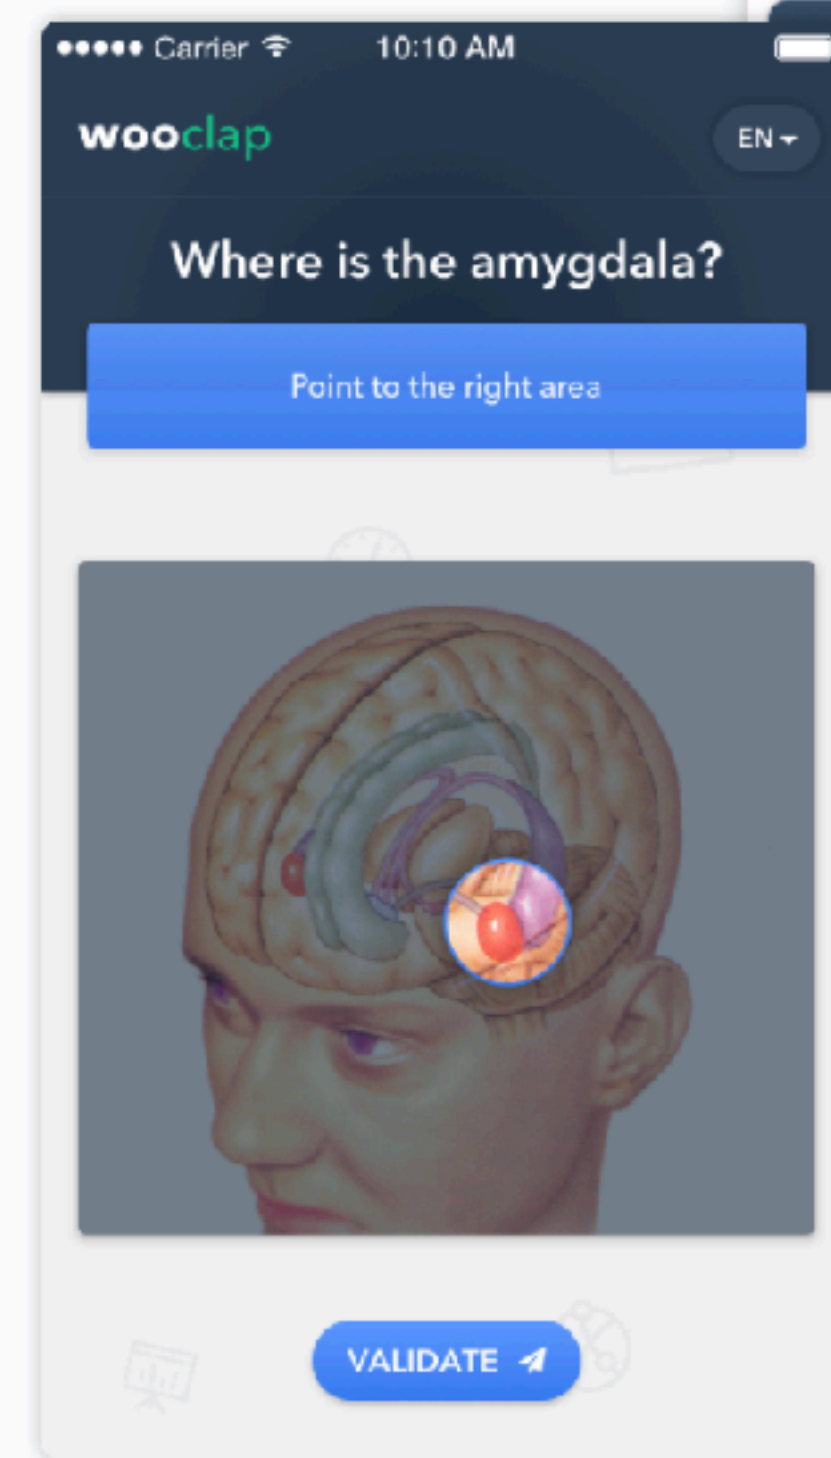 Carrier 10:10 AM
wooclap
EN
Where is the amygdala?
Point to the right area
VALIDATE